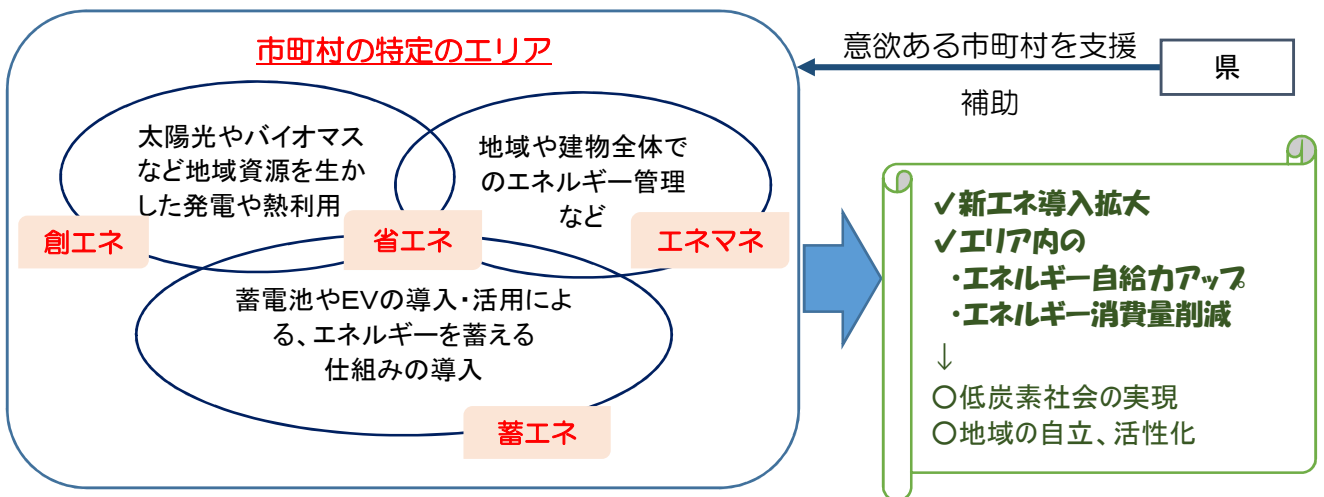 市町村の特定のエリア
意欲ある市町村を支援
補助
県
太陽光やバイオマス
など地域資源を生か
した発電や熱利用
創エネ
地域や建物全体で
のエネルギー管理
など
エネマネ
省エネ
蓄電池やEVの導入・活用によ
る、エネルギーを蓄える
仕組みの導入
蓄エネ
✓新エネ導入拡大
✓エリア内の
・エネルギー自給力アップ
・エネルギー消費量削減
↓
○低炭素社会の実現
○地域の自立、活性化